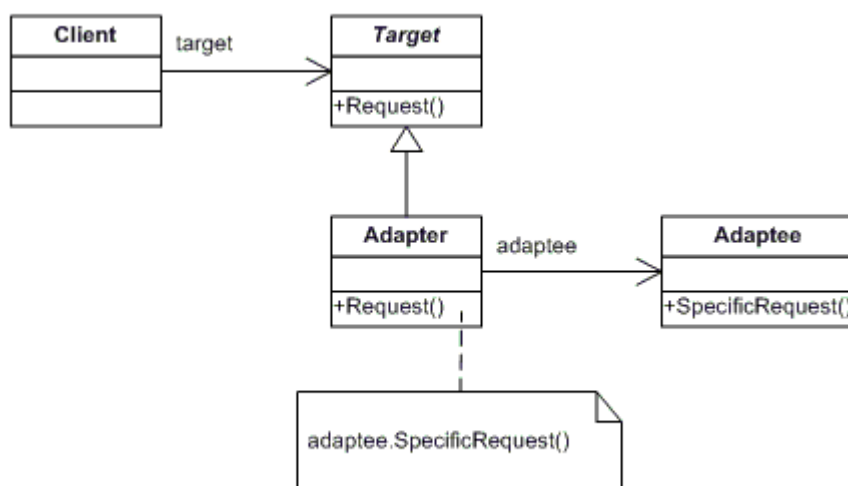 Client
target
Target
+Request()
Adapter
adaptee
Adaptee
+Request()
+SpecificRequest()
adaptee.SpecificRequest()